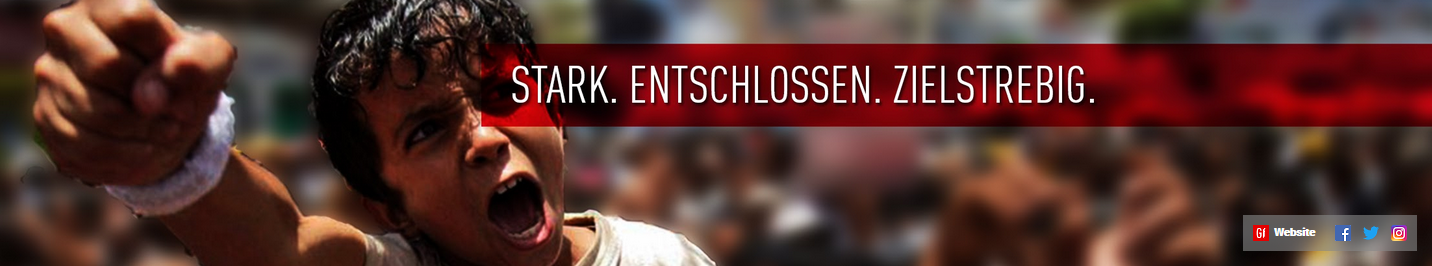 STARK. ENTSCHLOSSEN. ZIELSTREBIG.
GI Website